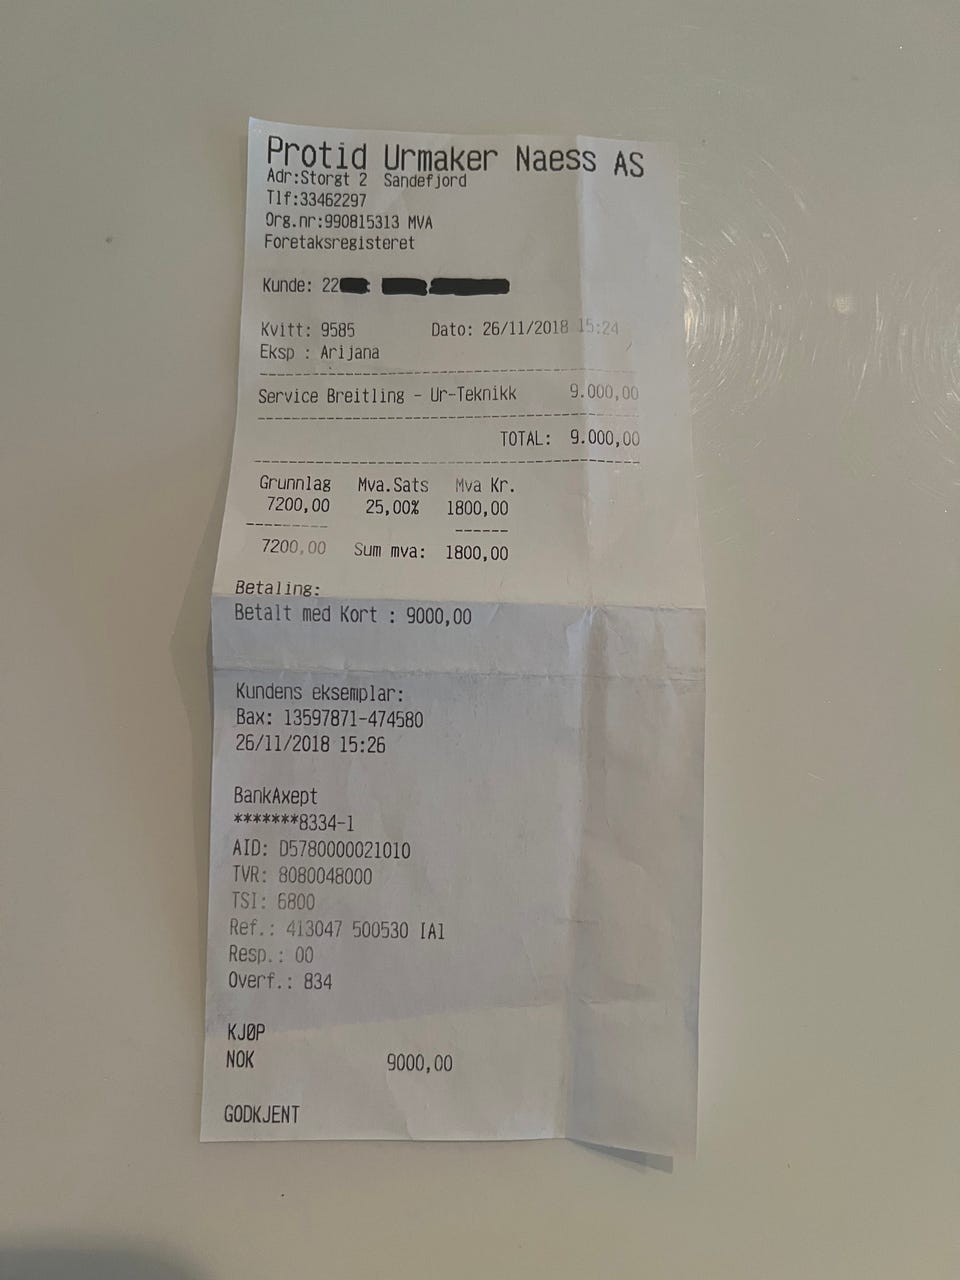 Protid Urmaker Naess AS
Adr:Storgt 2 Sandefjord
Tlf:33462297
Org.nr:990815313 MVA
Foretaksregisteret
Kunde: 22
Kvitt: 9585 Dato: 26/11/2018 15:24
Eksp : Arijana
Service Breitling - Ur-Teknikk 9.000,00
TOTAL: 9.000,00
Grunnlag Mva.Sats Mva Kr.
7200,00 25,00% 1800,00
7200,00 Sum mva: 1800,00
Betaling:
Betalt med Kort : 9000,00
Kundens eksemplar:
Bax: 13597871-474580
26/11/2018 15:26
BankAxept
*******8334-1
AID: D5780000021010
TVR: 8080048000
TSI: 6800
Ref.: 413047 500530 IA1
Resp.: 00
Overf.: 834
KJØP
NOK 9000,00
GODKJENT